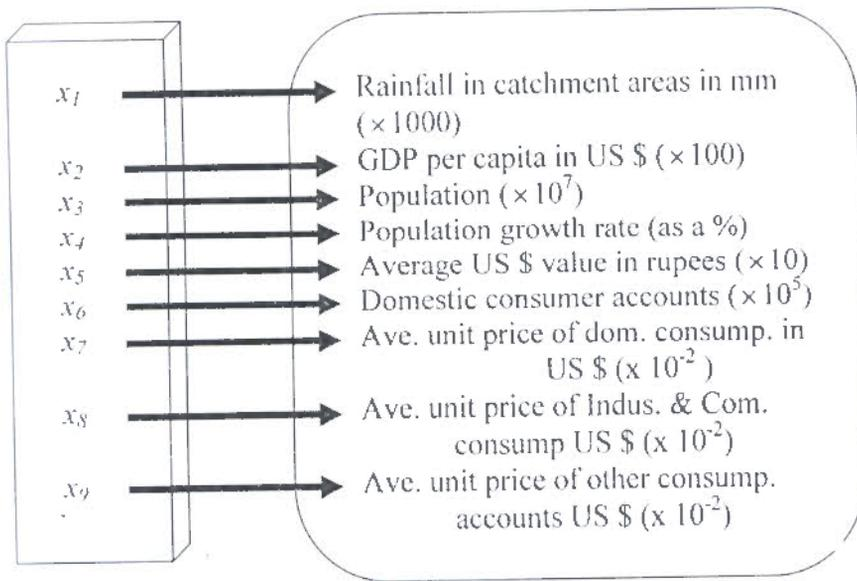 x1 Rainfall in catchment areas in mm
(×1000)
x2 GDP per capita in US $ (×100)
x3 Population (×10^7)
x4 Population growth rate (as a %)
x5 Average US $ value in rupees (×10)
x6 Domestic consumer accounts (×10^5)
x7 Ave. unit price of dom. consump. in
US $ (x 10^-2 )
x8 Ave. unit price of Indus. & Com.
consump US $ (x 10^-2)
x9 Ave. unit price of other consump.
accounts US $ (x 10^-2)